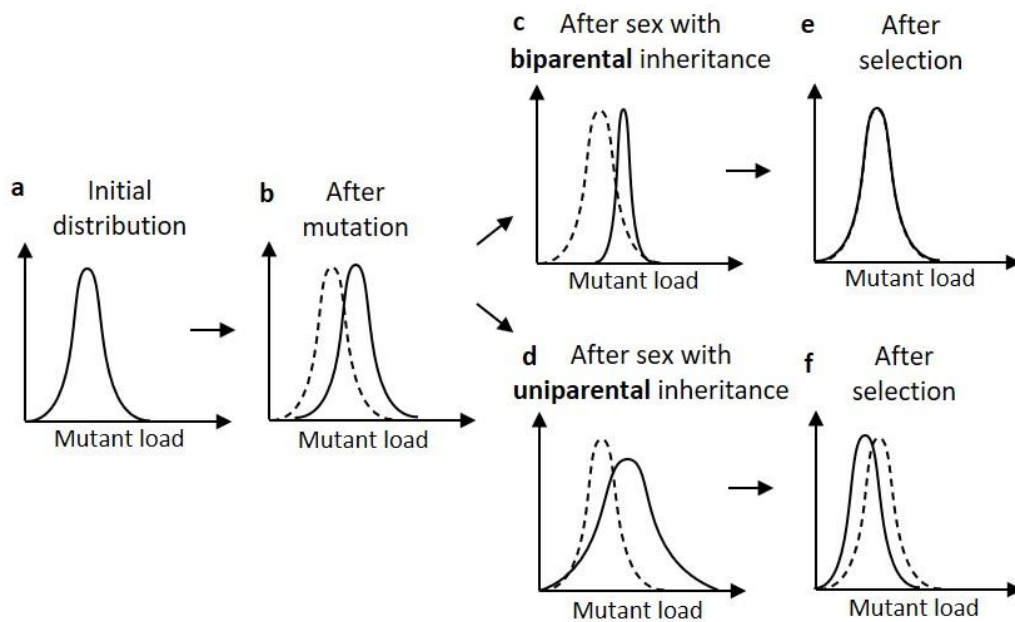 a Initial
distribution
Mutant load
b After
mutation
Mutant load
c After sex with
biparental inheritance
Mutant load
e After
selection
Mutant load
d After sex with
uniparental inheritance
Mutant load
f After
selection
Mutant load